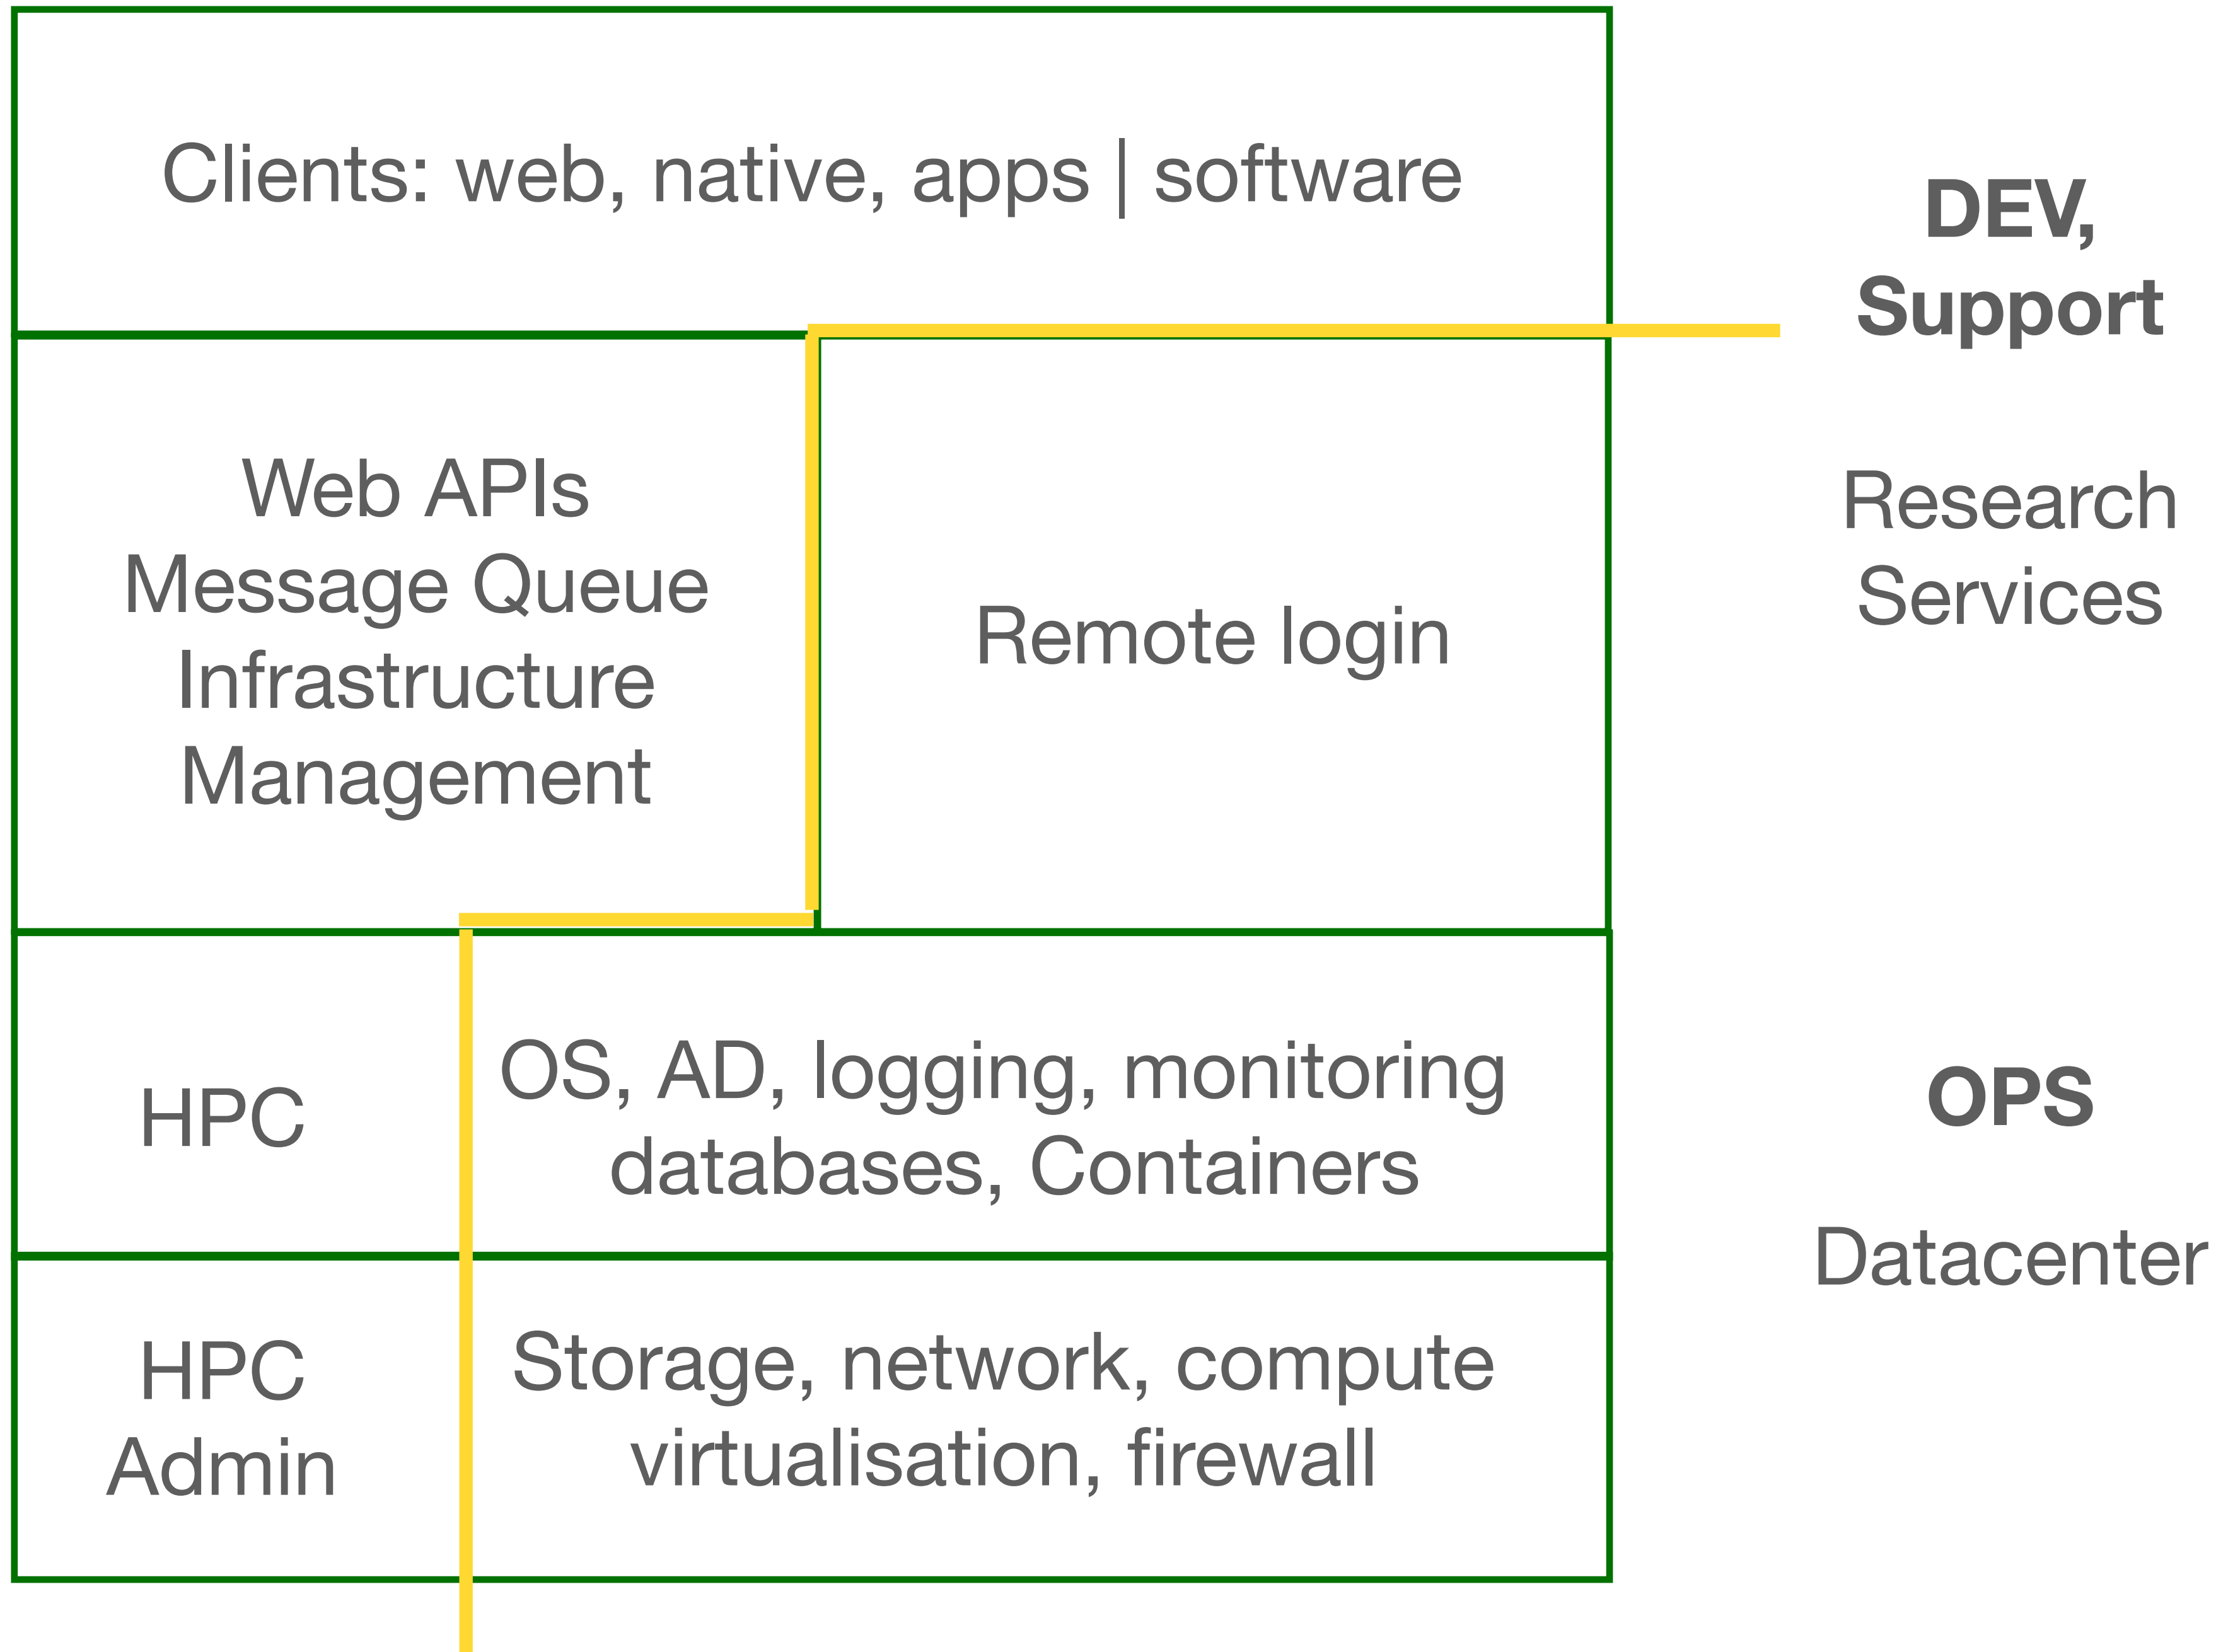 Clients: web, native, apps | software
DEV,
Support
Web APIs
Message Queue
Infrastructure
Management
Remote login
Research
Services
HPC
OS, AD, logging, monitoring
databases, Containers
OPS
Datacenter
HPC
Admin
Storage, network, compute
virtualisation, firewall